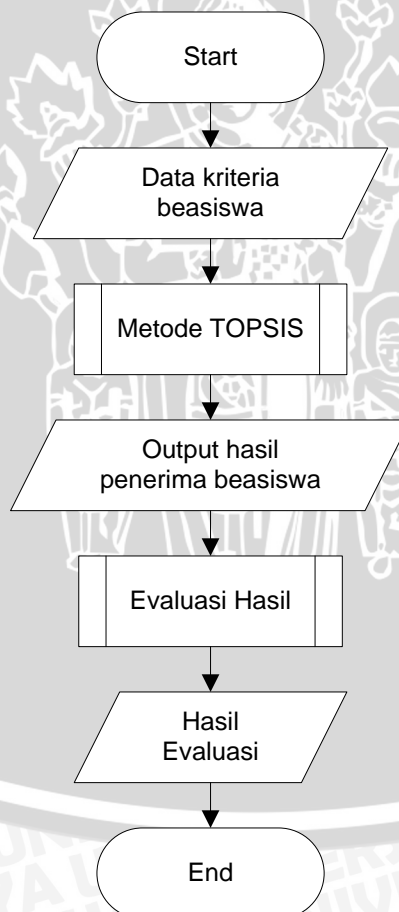 Start
Data kriteria
beasiswa
Metode TOPSIS
Output hasil
penerima beasiswa
Evaluasi Hasil
Hasil
Evaluasi
End